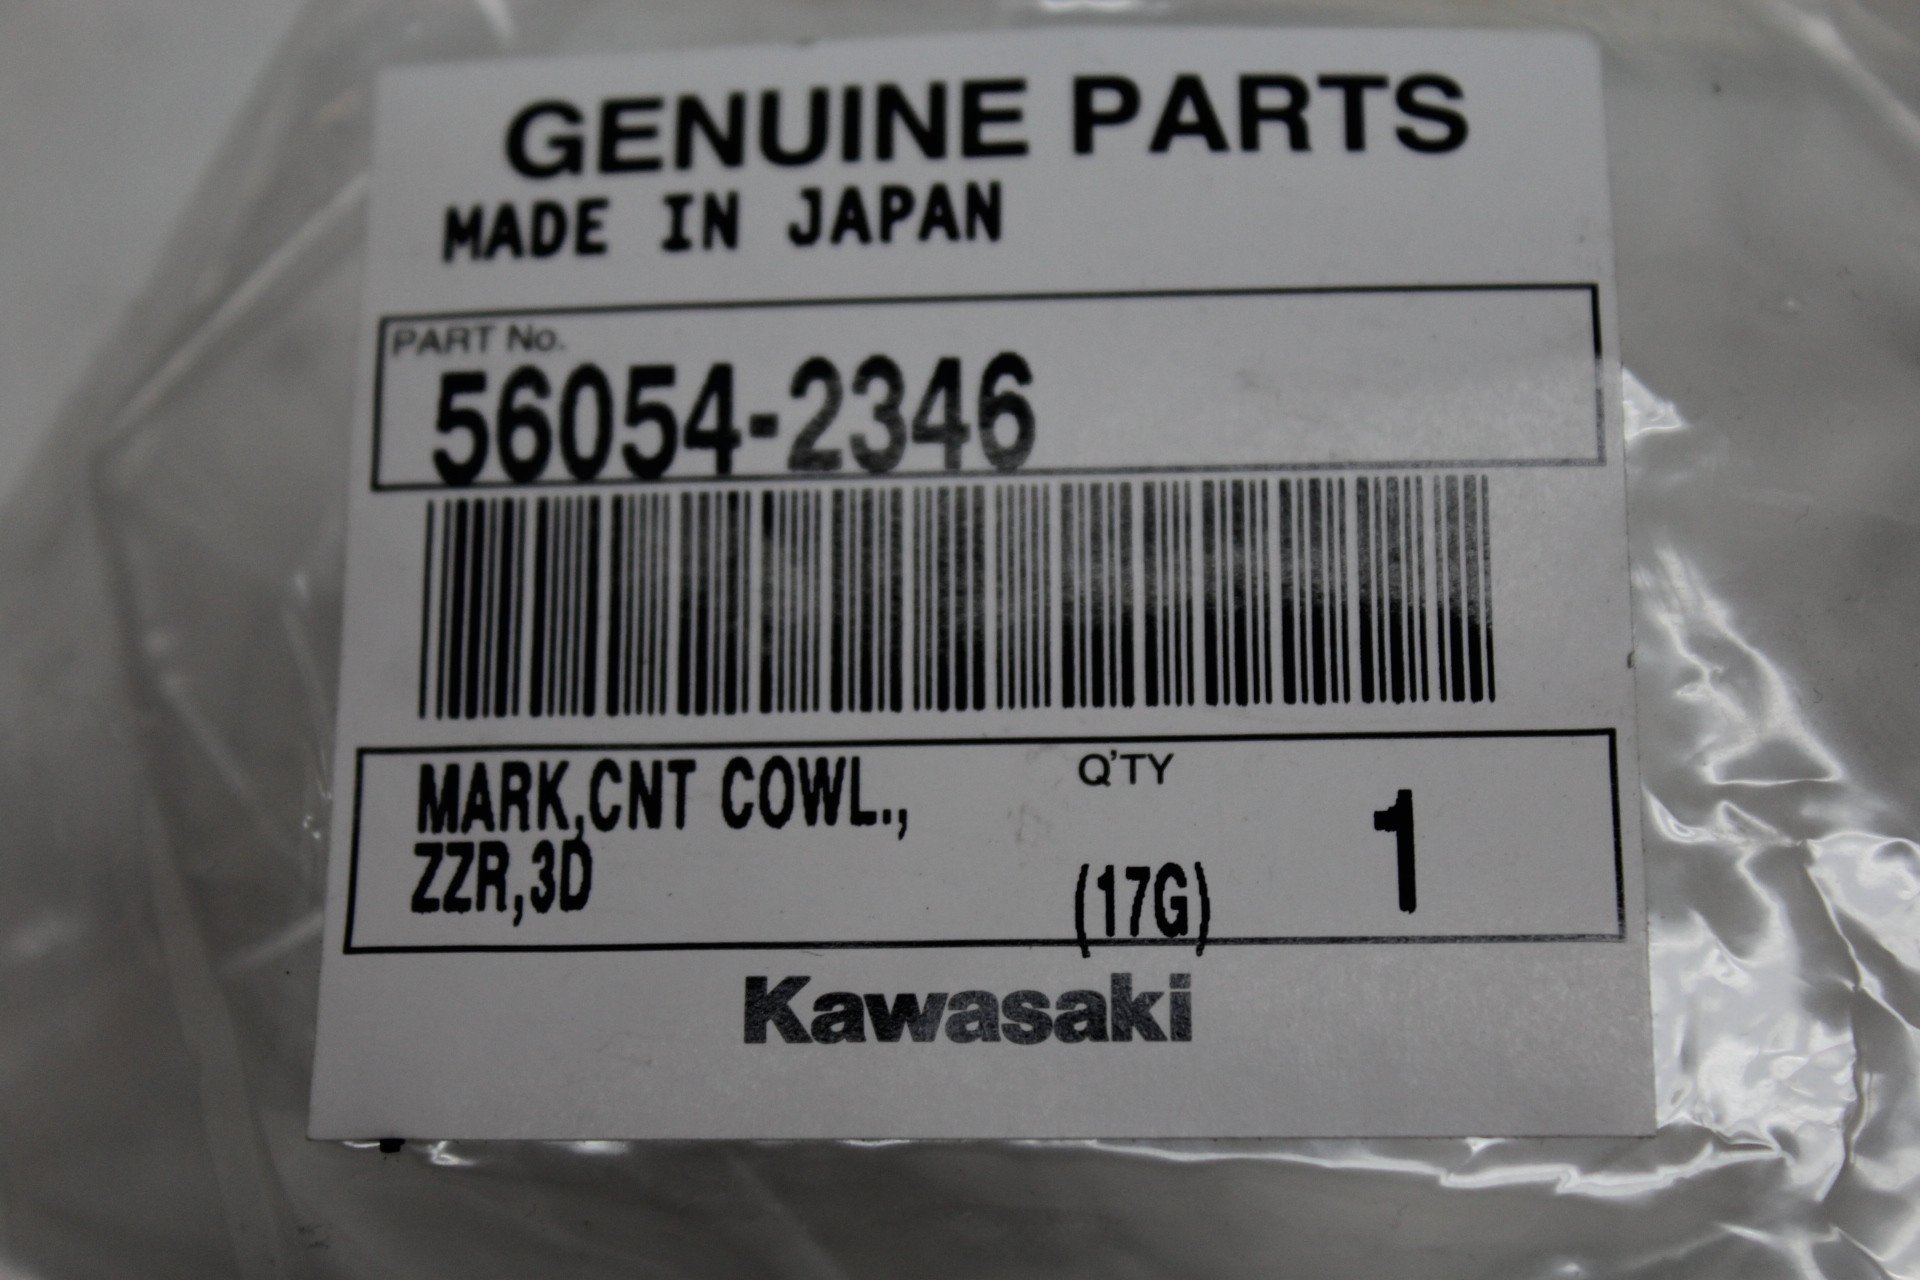 GENUINE PARTS
MADE IN JAPAN
PART No.
56054-2346
MARK,CNT COWL.,
ZZR,3D
Q'TY
(17G)
1
Kawasaki